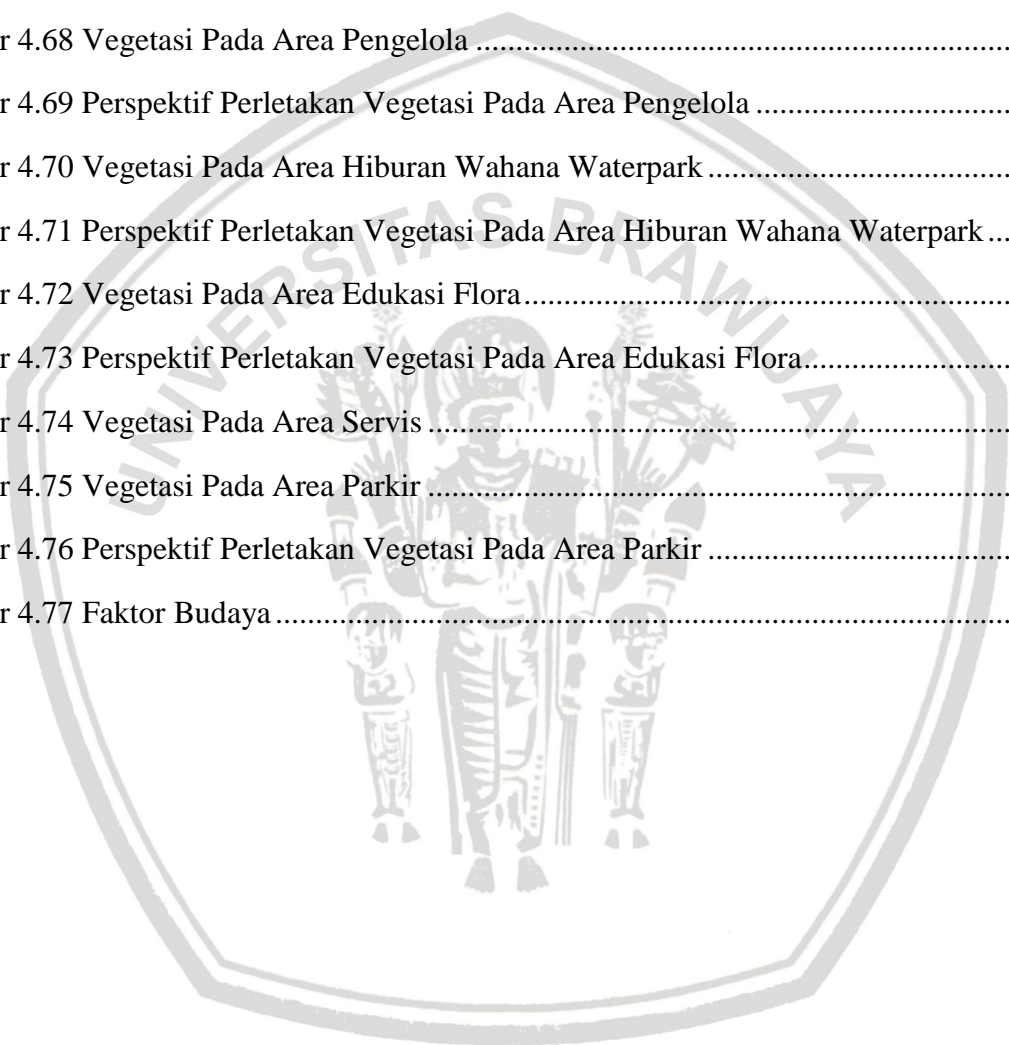 r 4.68 Vegetasi Pada Area Pengelola ....................................................................
r 4.69 Perspektif Perletakan Vegetasi Pada Area Pengelola ................................
r 4.70 Vegetasi Pada Area Hiburan Wahana Waterpark ......................................
r 4.71 Perspektif Perletakan Vegetasi Pada Area Hiburan Wahana Waterpark ...
r 4.72 Vegetasi Pada Area Edukasi Flora .............................................................
r 4.73 Perspektif Perletakan Vegetasi Pada Area Edukasi Flora ..........................
r 4.74 Vegetasi Pada Area Servis .........................................................................
r 4.75 Vegetasi Pada Area Parkir .........................................................................
r 4.76 Perspektif Perletakan Vegetasi Pada Area Parkir ......................................
r 4.77 Faktor Budaya ............................................................................................
UNIVERSITAS BRAWIJAYA